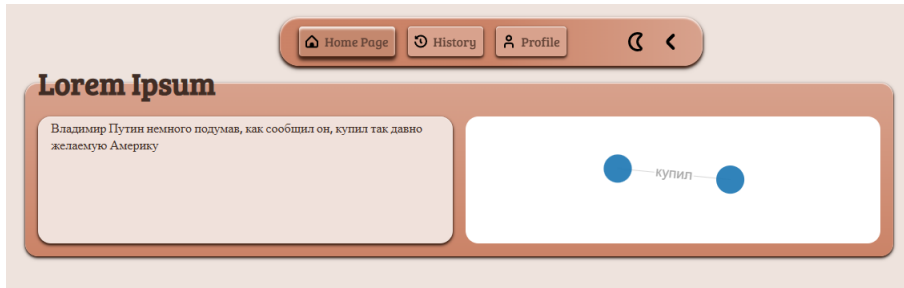 Home Page
History
Profile
Lorem Ipsum
Владимир Путин немного подумав, как сообщил он, купил так давно
желаемую Америку
купил